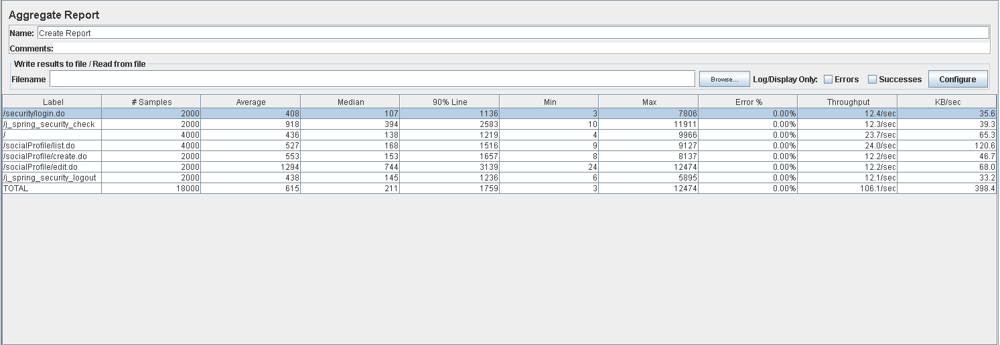 Aggregate Report
Name: Create Report
Comments:
Write results to file / Read from file
Filename Browse... Log/Display Only: Errors Successes Configure
Label # Samples Average Median 90% Line Min Max Error % Throughput KB/sec
/security/login.do 2000 408 107 1136 3 7806 0.00% 12.4/sec 35.6
/j_spring_security_check 2000 918 394 2583 10 11911 0.00% 12.3/sec 39.3
/ 4000 436 138 1219 4 9966 0.00% 23.7/sec 65.3
/socialProfile/list.do 4000 527 168 1516 9 9127 0.00% 24.0/sec 120.6
/socialProfile/create.do 2000 553 153 1657 8 8137 0.00% 12.2/sec 46.7
/socialProfile/edit.do 2000 1294 744 3139 24 12474 0.00% 12.2/sec 68.0
/j_spring_security_logout 2000 438 145 1236 6 5895 0.00% 12.1/sec 33.2
TOTAL 18000 615 211 1759 3 12474 0.00% 106.1/sec 398.4